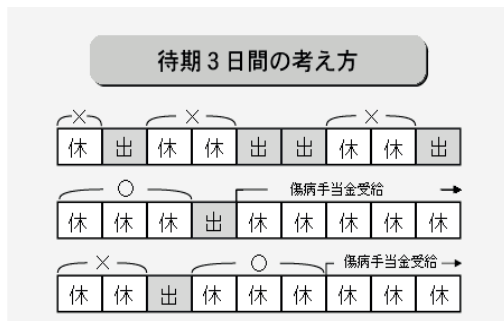 待期３日間の考え方
× × ×
休 出 休 休 出 出 休 休 出
○ 傷病手当金受給
休 休 休 出 休 休 休 休 休
× ○ 傷病手当金受給
休 休 出 休 休 休 休 休 休